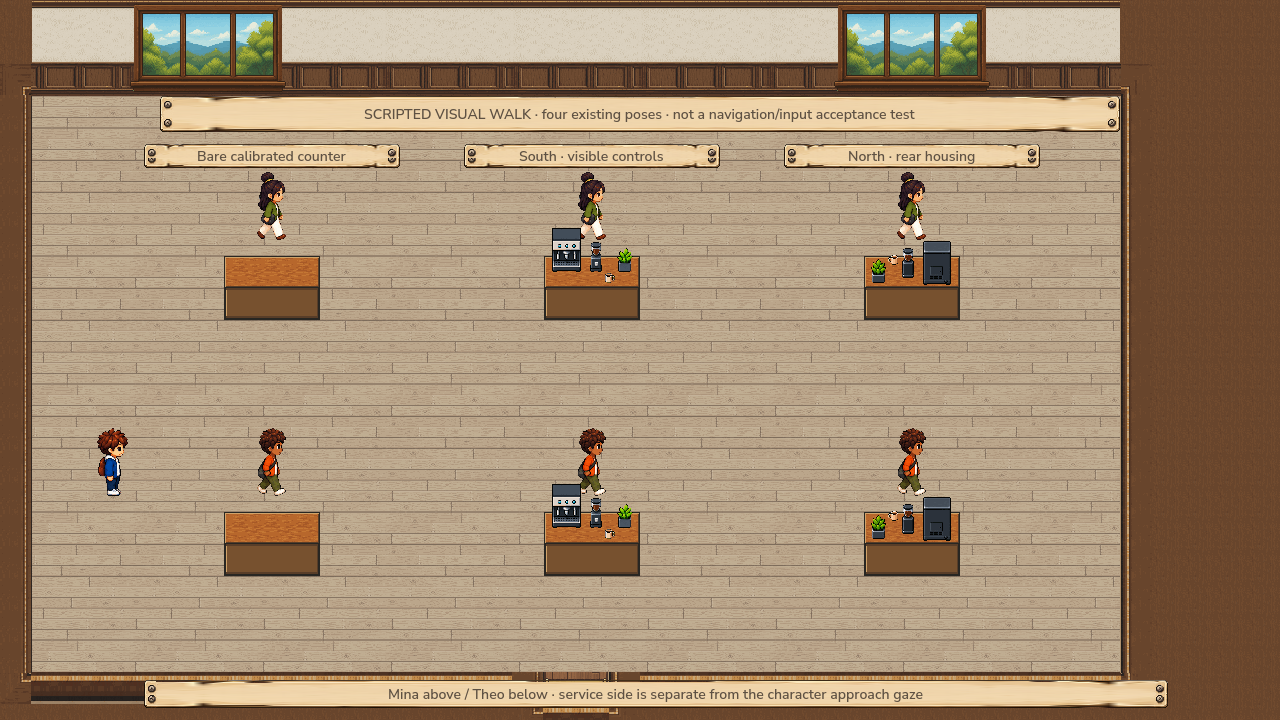 SCRIPTED VISUAL WALK · four existing poses · not a navigation/input acceptance test
Bare calibrated counter
South · visible controls
North · rear housing
Mina above / Theo below · service side is separate from the character approach gaze